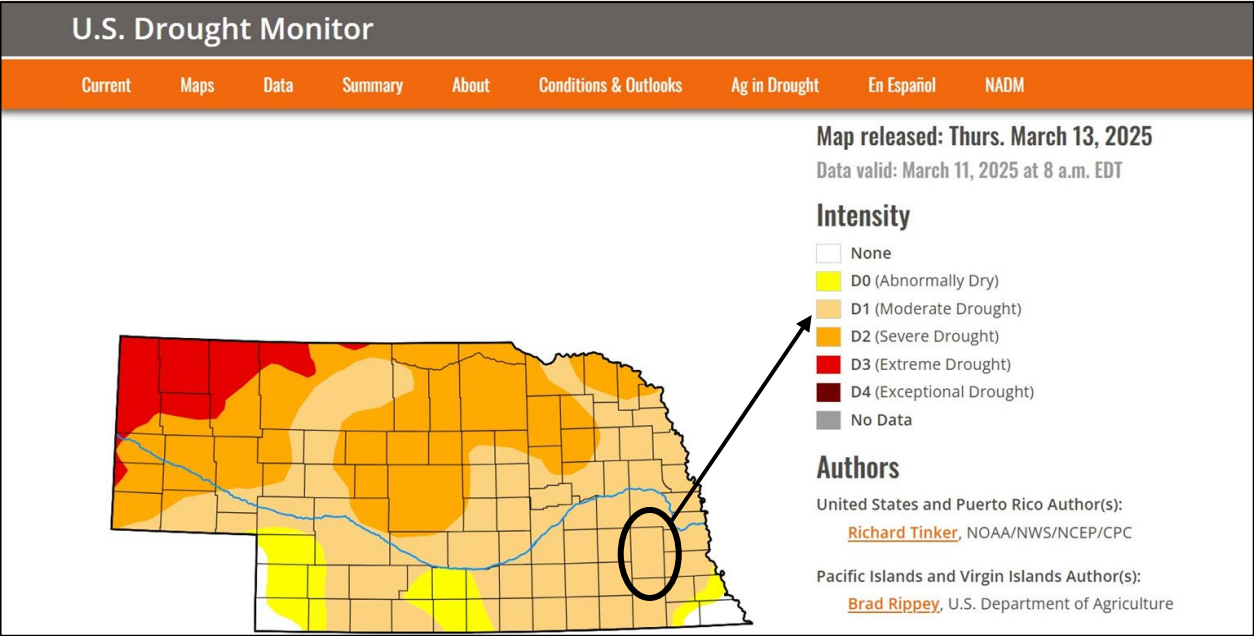 U.S. Drought Monitor
Current Maps Data Summary About Conditions & Outlooks Ag in Drought En Español NADM
Map released: Thurs. March 13, 2025
Data valid: March 11, 2025 at 8 a.m. EDT
Intensity
None
D0 (Abnormally Dry)
D1 (Moderate Drought)
D2 (Severe Drought)
D3 (Extreme Drought)
D4 (Exceptional Drought)
No Data
Authors
United States and Puerto Rico Author(s):
Richard Tinker, NOAA/NWS/NCEP/CPC
Pacific Islands and Virgin Islands Author(s):
Brad Rippey, U.S. Department of Agriculture